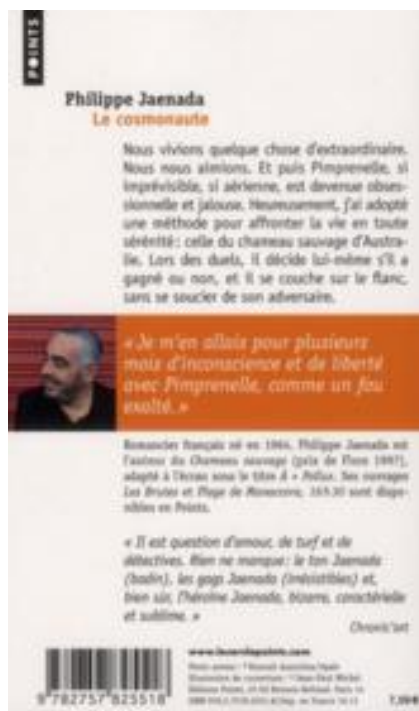 POINTS
Philippe Jaenada
Le cosmonaute
Nous vivions quelque chose d'extraordinaire.
Nous nous aimions. Et puis Pimprenelle, si
imprévisible, si aérienne, est devenue obses-
sionnelle et jalouse. Heureusement, j'ai adopté
une méthode pour affronter la vie en toute
sérénité : celle du chameau sauvage d'Austra-
lie. Lors des duels, il décide lui-même s'il a
gagné ou non, et il se couche sur le flanc,
sans se soucier de son adversaire.
« Je m'en allais pour plusieurs
mois d'inconscience et de liberté
avec Pimprenelle, comme un fou
exalté. »
Romancier français né en 1964, Philippe Jaenada est
l'auteur du Chameau sauvage (prix de Flore 1997),
adapté à l'écran sous le titre À + Pollux. Ses ouvrages
Les Brutes et Plage de Manaccora, 16h30 sont dispo-
nibles en Points.
« Il est question d'amour, de turf et de
détectives. Rien ne manque : le ton Jaenada
(badin), les gags Jaenada (irrésistibles) et,
bien sûr, l'héroïne Jaenada, bizarre, caractérielle
et sublime. »
Chronic'art
www.lecerclepoints.com
9 782757 825518